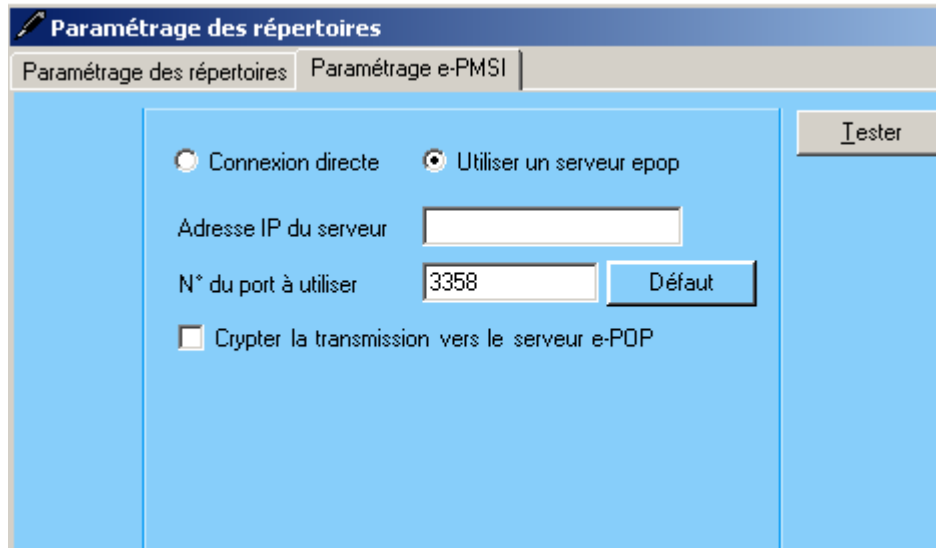 Paramétrage des répertoires
Paramétrage des répertoires Paramétrage e-PMSI
Tester
Connexion directe Utiliser un serveur epop
Adresse IP du serveur
N° du port à utiliser 3358 Défaut
Crypter la transmission vers le serveur e-POP